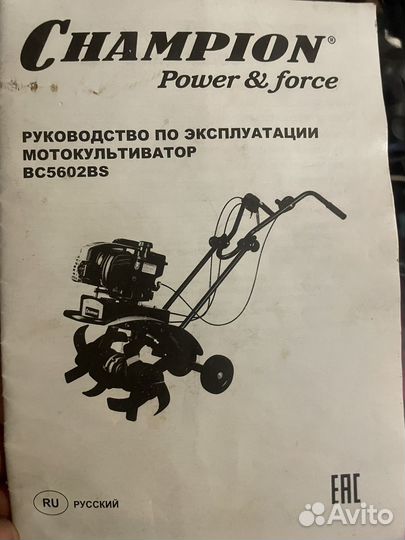 CHAMPION®
Power & force
РУКОВОДСТВО ПО ЭКСПЛУАТАЦИИ
МОТОКУЛЬТИВАТОР
BC5602BS
RU РУССКИЙ
EAC
Avito